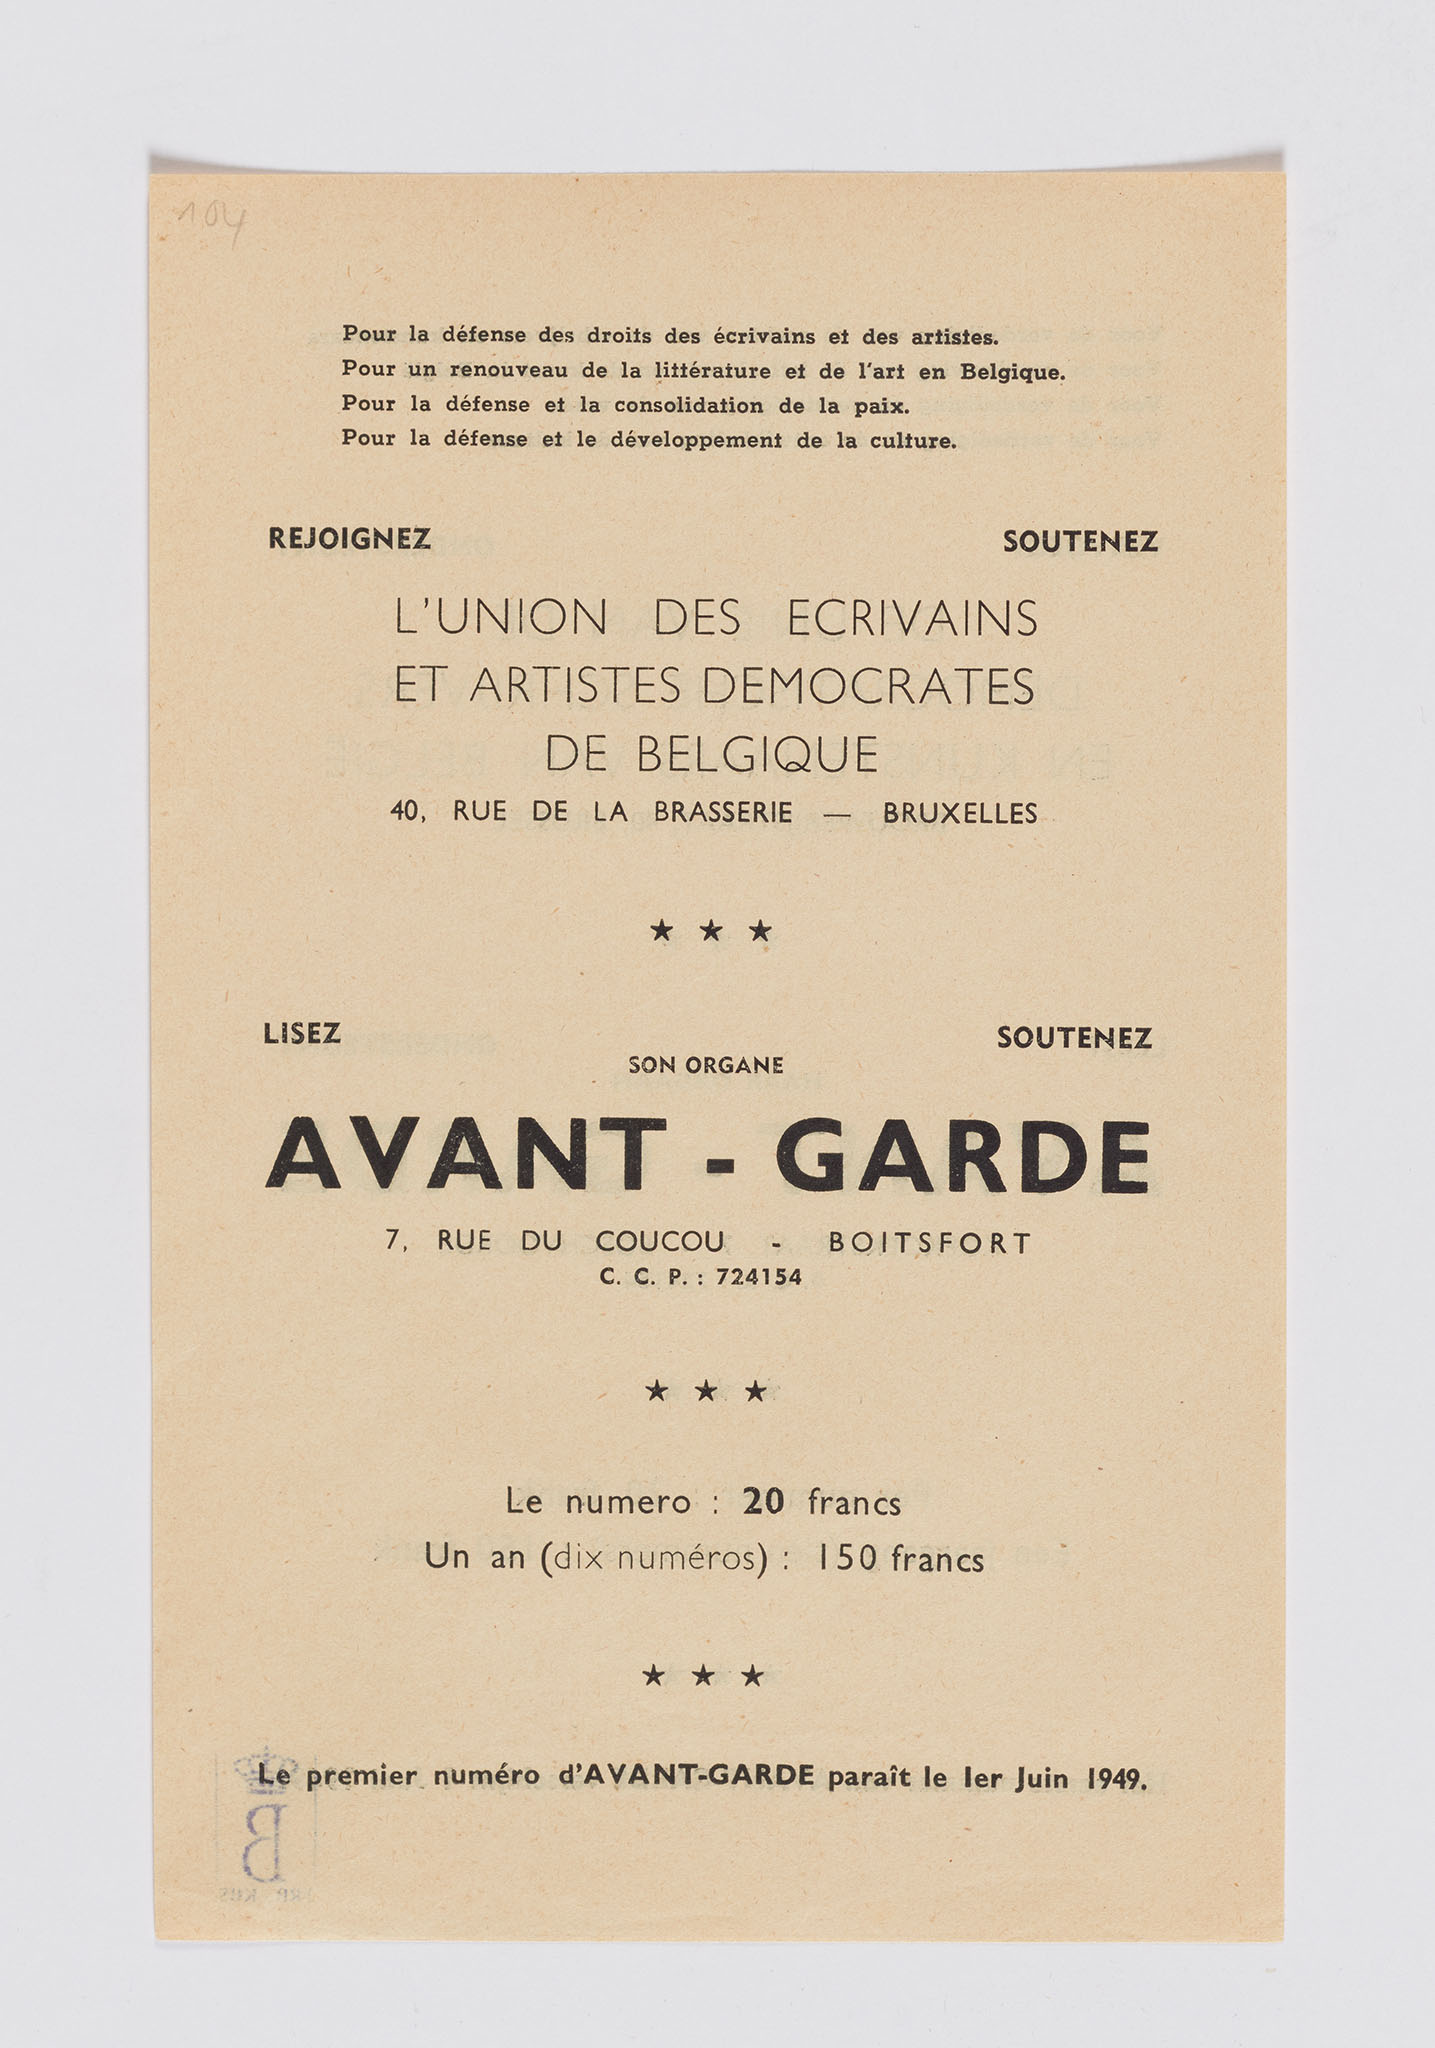 104
Pour la défense des droits des écrivains et des artistes.
Pour un renouveau de la littérature et de l'art en Belgique.
Pour la défense et la consolidation de la paix.
Pour la défense et le développement de la culture.
REJOIGNEZ SOUTENEZ
L'UNION DES ECRIVAINS
ET ARTISTES DEMOCRATES
DE BELGIQUE
40, RUE DE LA BRASSERIE — BRUXELLES
★ ★ ★
LISEZ SOUTENEZ
SON ORGANE
AVANT - GARDE
7, RUE DU COUCOU - BOITSFORT
C. C. P. : 724154
★ ★ ★
Le numero : 20 francs
Un an (dix numéros) : 150 francs
★ ★ ★
Le premier numéro d'AVANT-GARDE paraît le 1er Juin 1949.
B